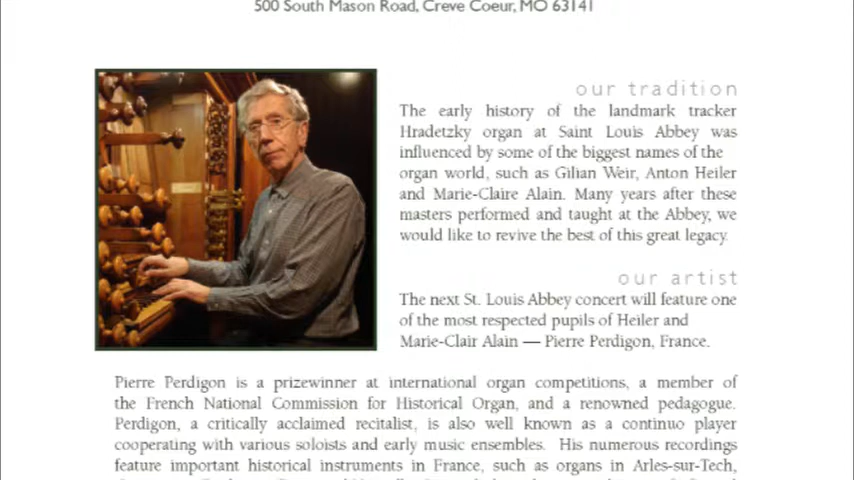 500 South Mason Road, Creve Coeur, MO 63141
our tradition
The early history of the landmark tracker
Hradetzky organ at Saint Louis Abbey was
influenced by some of the biggest names of the
organ world, such as Gilian Weir, Anton Heiler
and Marie-Claire Alain. Many years after these
masters performed and taught at the Abbey, we
would like to revive the best of this great legacy.
our artist
The next St. Louis Abbey concert will feature one
of the most respected pupils of Heiler and
Marie-Clair Alain — Pierre Perdigon, France.
Pierre Perdigon is a prizewinner at international organ competitions, a member of
the French National Commission for Historical Organ, and a renowned pedagogue.
Perdigon, a critically acclaimed recitalist, is also well known as a continuo player
cooperating with various soloists and early music ensembles. His numerous recordings
feature important historical instruments in France, such as organs in Arles-sur-Tech,